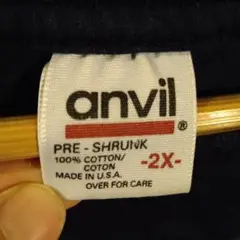 anvil®
PRE - SHRUNK
100% COTTON/
COTON
-2X-
MADE IN U.S.A.
OVER FOR CARE